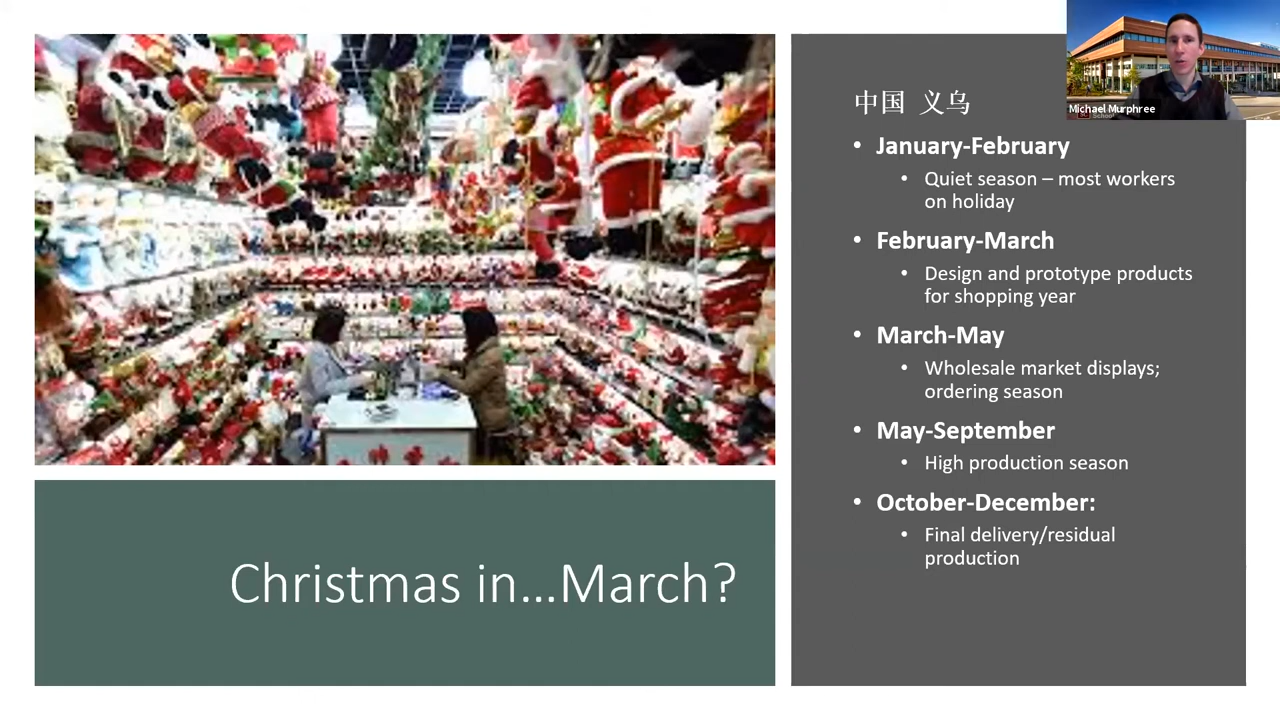 中国 义乌
• January-February
• Quiet season – most workers
on holiday
• February-March
• Design and prototype products
for shopping year
• March-May
• Wholesale market displays;
ordering season
• May-September
• High production season
• October-December:
• Final delivery/residual
production
Christmas in...March?
Michael Murphree
School